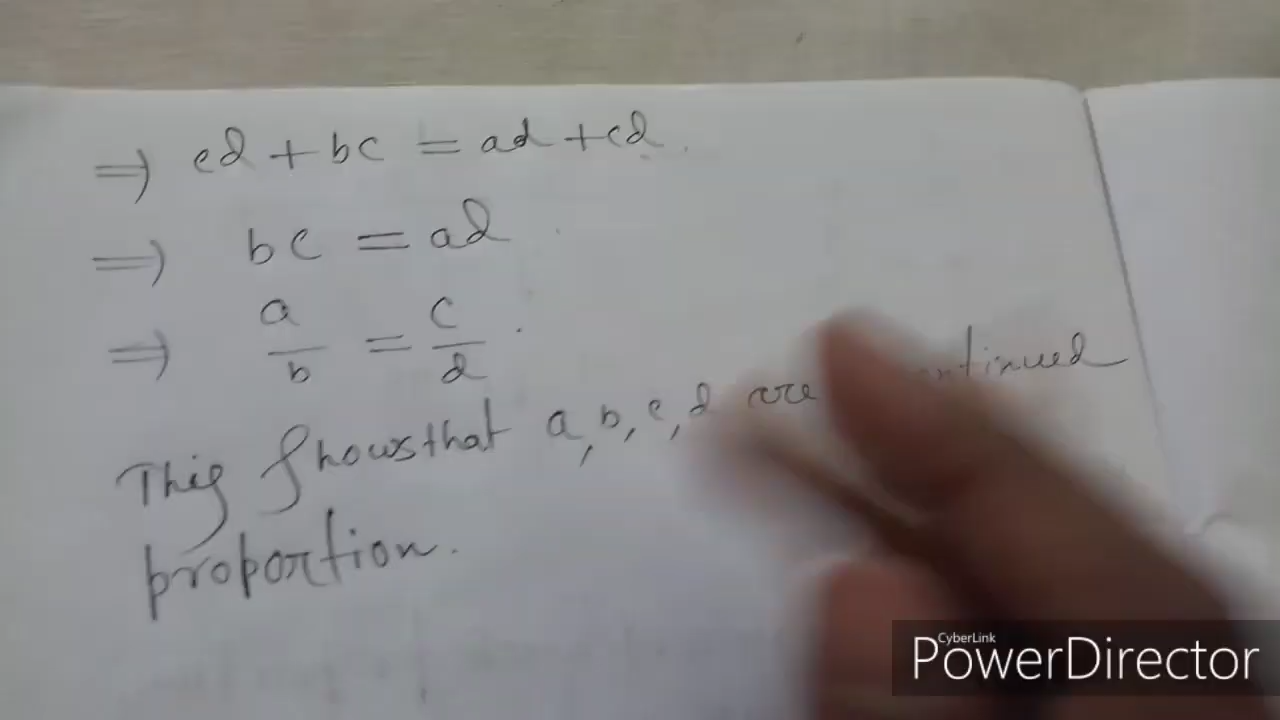 ⇒ cd + bc = ad + cd.
⇒ bc = ad.
⇒ a/b = c/d.
This shows that a, b, c, d are
proportion.
CyberLink
PowerDirector